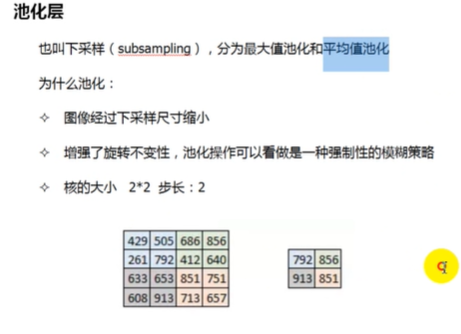 池化层
也叫下采样（subsampling），分为最大值池化和平均值池化
为什么池化：
✧ 图像经过下采样尺寸缩小
✧ 增强了旋转不变性，池化操作可以看做是一种强制性的模糊策略
✧ 核的大小 2*2 步长：2
429 505 686 856
261 792 412 640 792 856
633 653 851 751 913 851
608 913 713 657